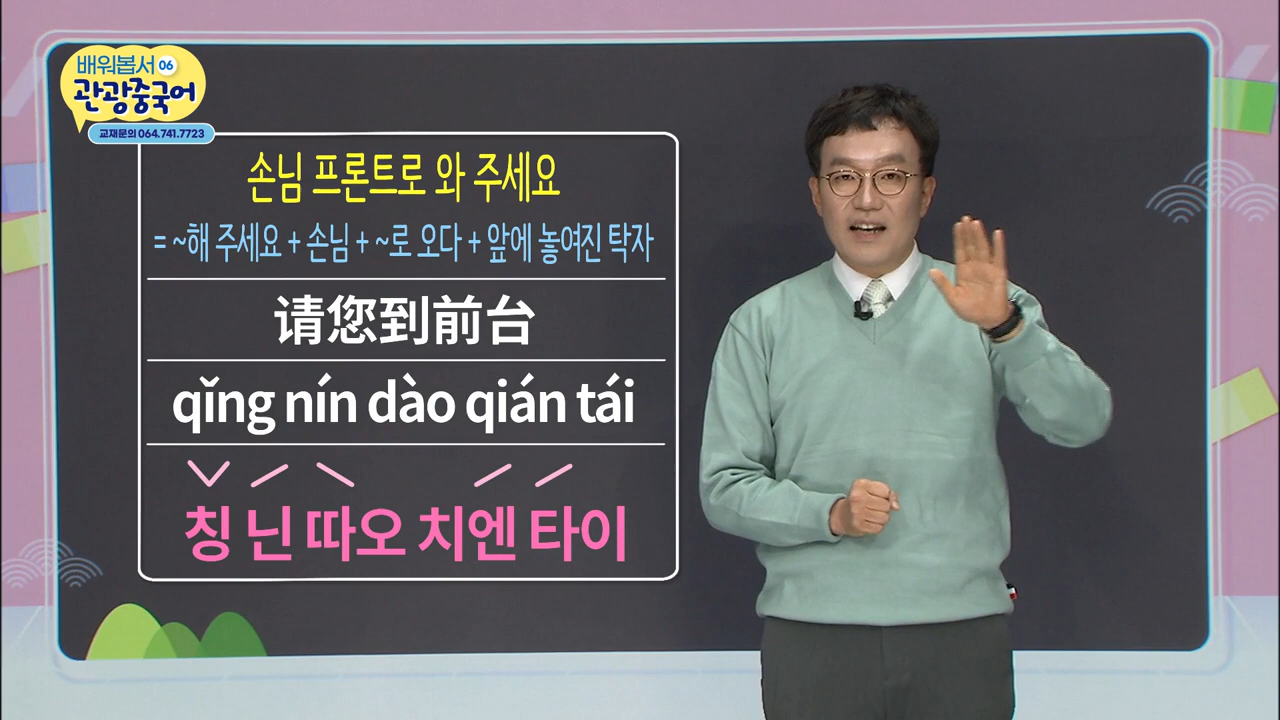 배워봅서 06
관광중국어
교재문의 064.741.7723
손님 프론트로 와 주세요
= ~해 주세요 + 손님 + ~로 오다 + 앞에 놓여진 탁자
请您到前台
qǐng nín dào qián tái
칭 닌 따오 치엔 타이